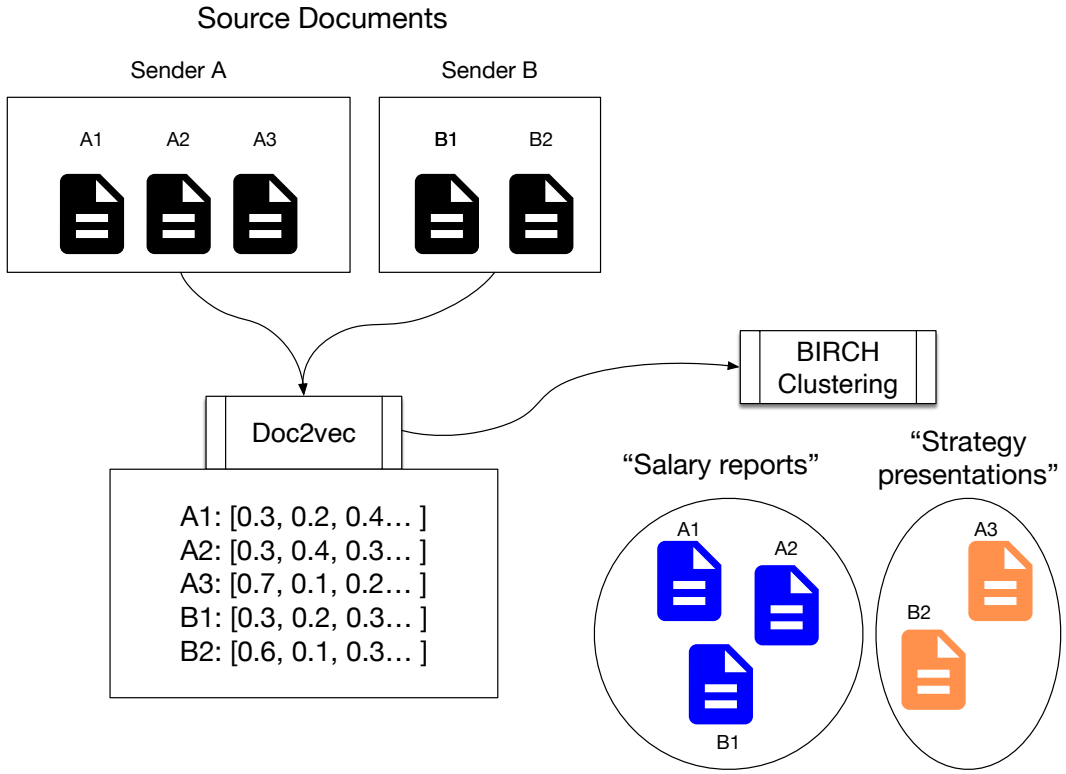 Source Documents
Sender A
Sender B
A1
A2
A3
B1
B2
Doc2vec
A1: [0.3, 0.2, 0.4… ]
A2: [0.3, 0.4, 0.3… ]
A3: [0.7, 0.1, 0.2… ]
B1: [0.3, 0.2, 0.3… ]
B2: [0.6, 0.1, 0.3… ]
BIRCH
Clustering
“Salary reports”
A1
A2
B1
“Strategy
presentations”
A3
B2